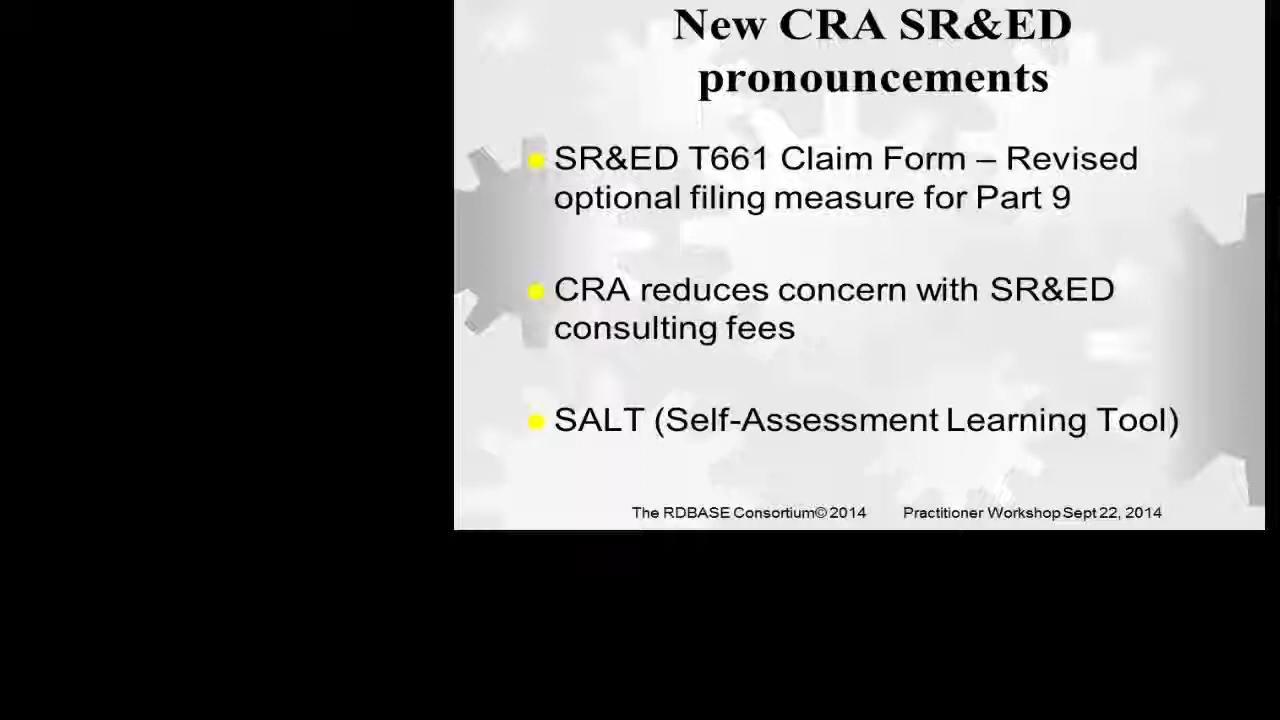 New CRA SR&ED
pronouncements
SR&ED T661 Claim Form – Revised
optional filing measure for Part 9
CRA reduces concern with SR&ED
consulting fees
SALT (Self-Assessment Learning Tool)
The RDBASE Consortium© 2014 Practitioner Workshop Sept 22, 2014